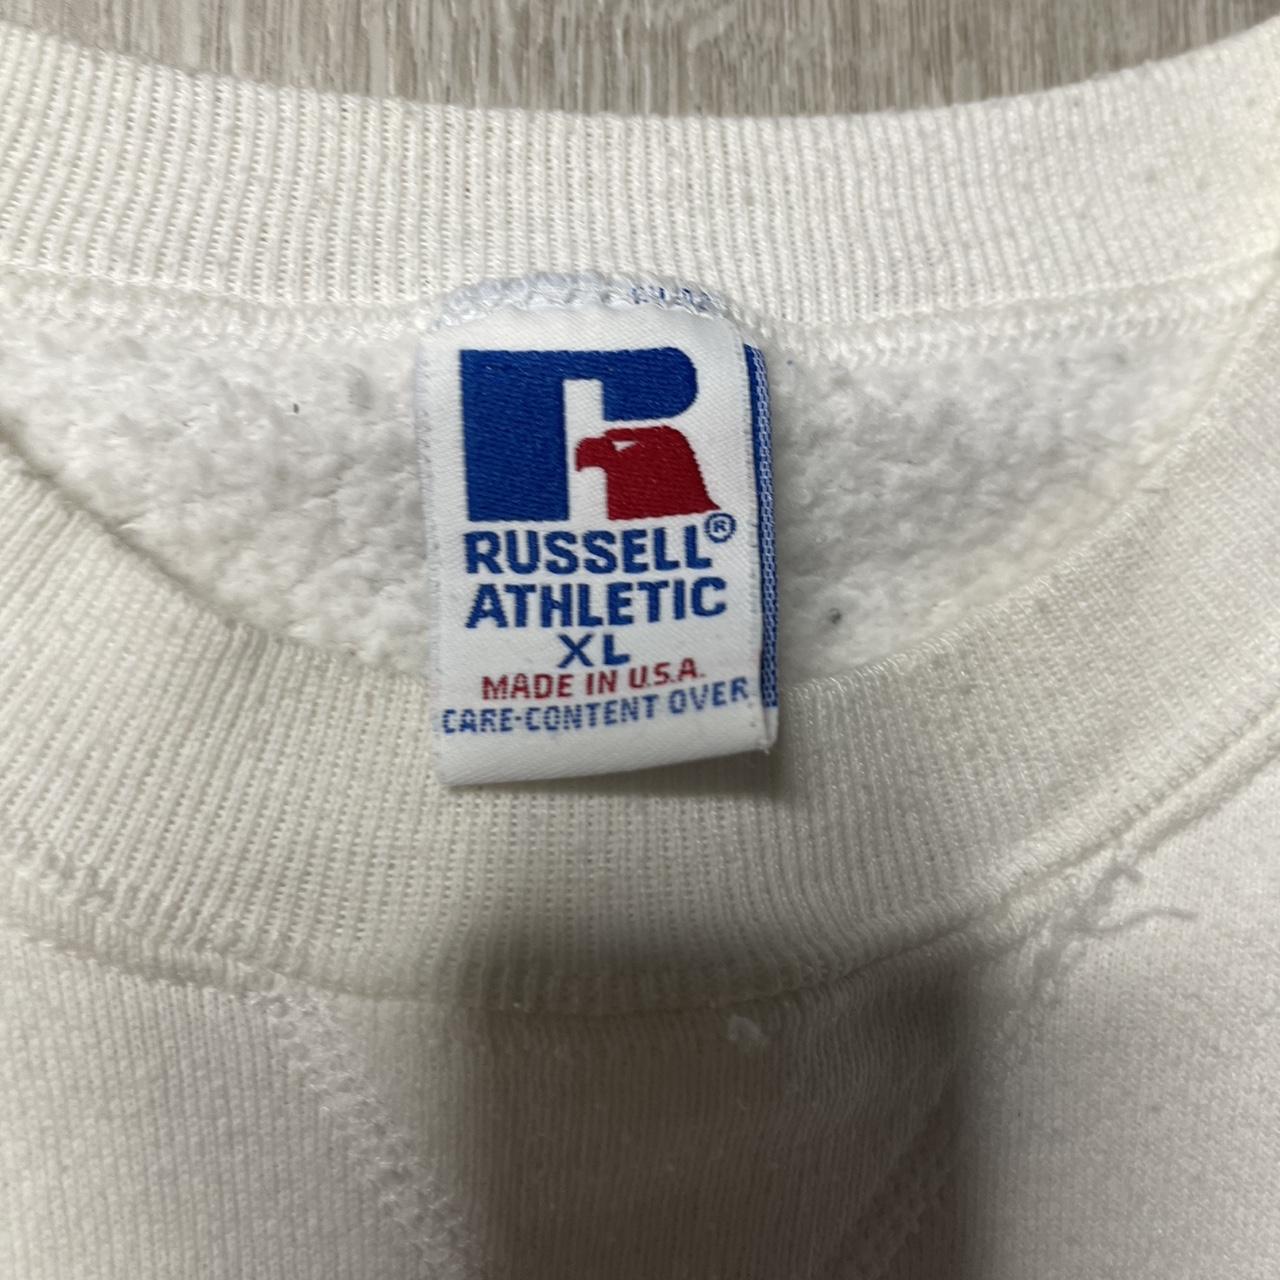 RUSSELL®
ATHLETIC
XL
MADE IN U.S.A.
CARE-CONTENT OVER